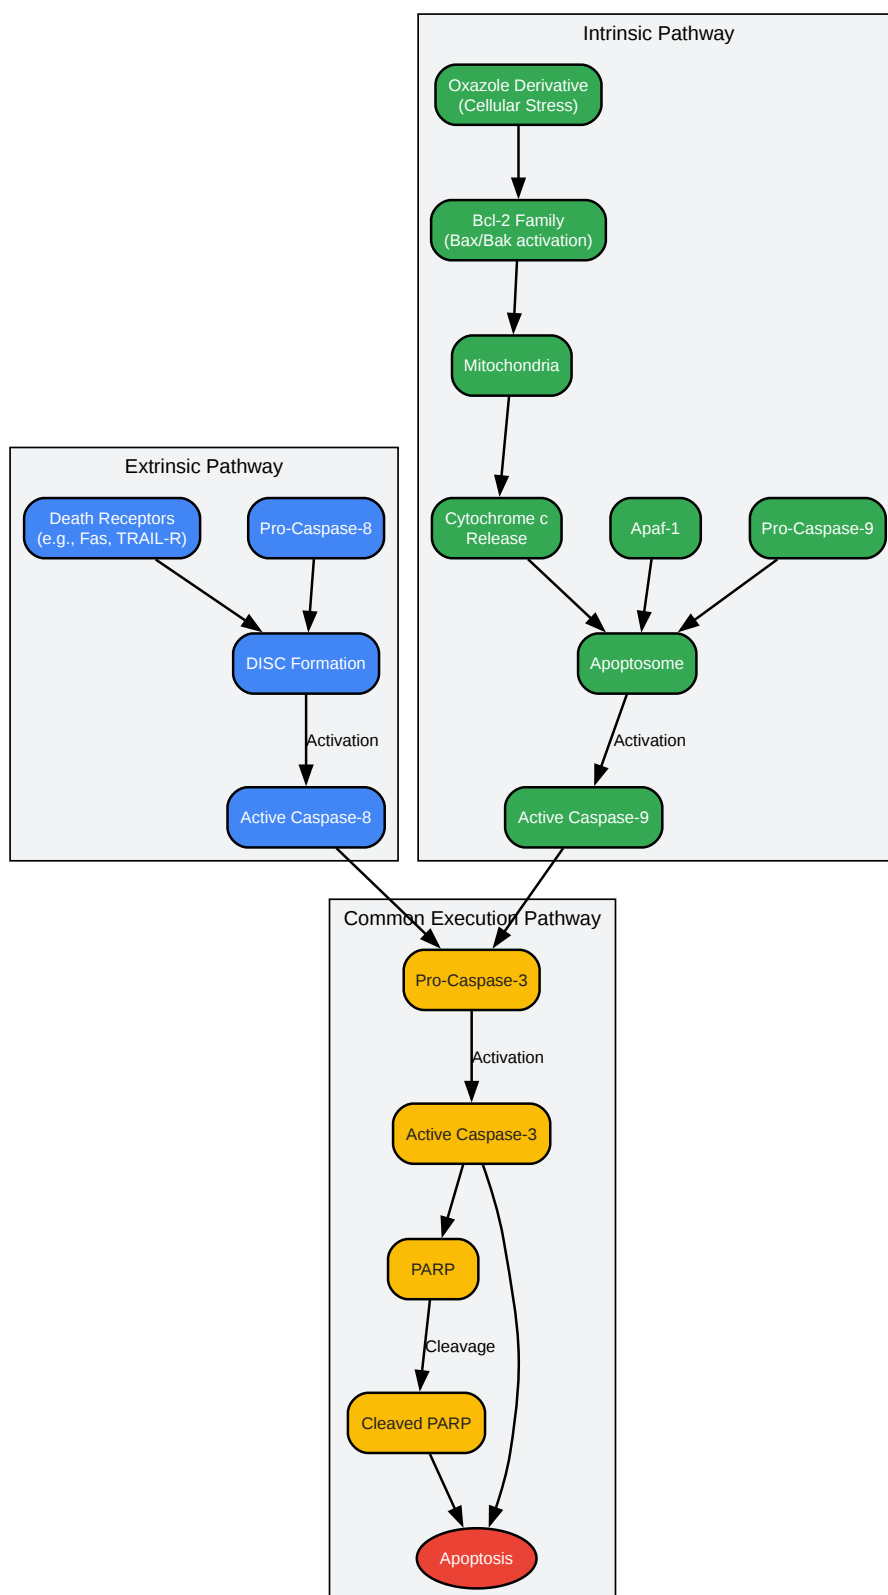 Intrinsic Pathway
Oxazole Derivative
(Cellular Stress)
Bcl-2 Family
(Bax/Bak activation)
Mitochondria
Extrinsic Pathway
Death Receptors
(e.g., Fas, TRAIL-R)
Pro-Caspase-8
Cytochrome c
Release
Apaf-1
Pro-Caspase-9
DISC Formation
Apoptosome
Activation
Activation
Active Caspase-8
Active Caspase-9
Common Execution Pathway
Pro-Caspase-3
Activation
Active Caspase-3
PARP
Cleavage
Cleaved PARP
Apoptosis